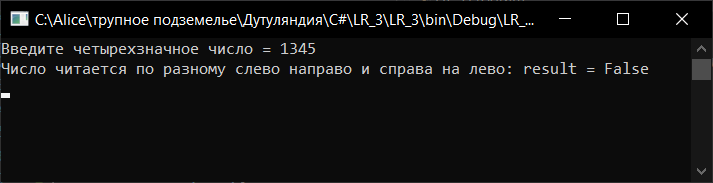 C:\Alice\трупное подземелье\Дутуляндия\C#\LR_3\LR_3\bin\Debug\LR_...
Введите четырехзначное число = 1345
Число читается по разному слево направо и справа на лево: result = False